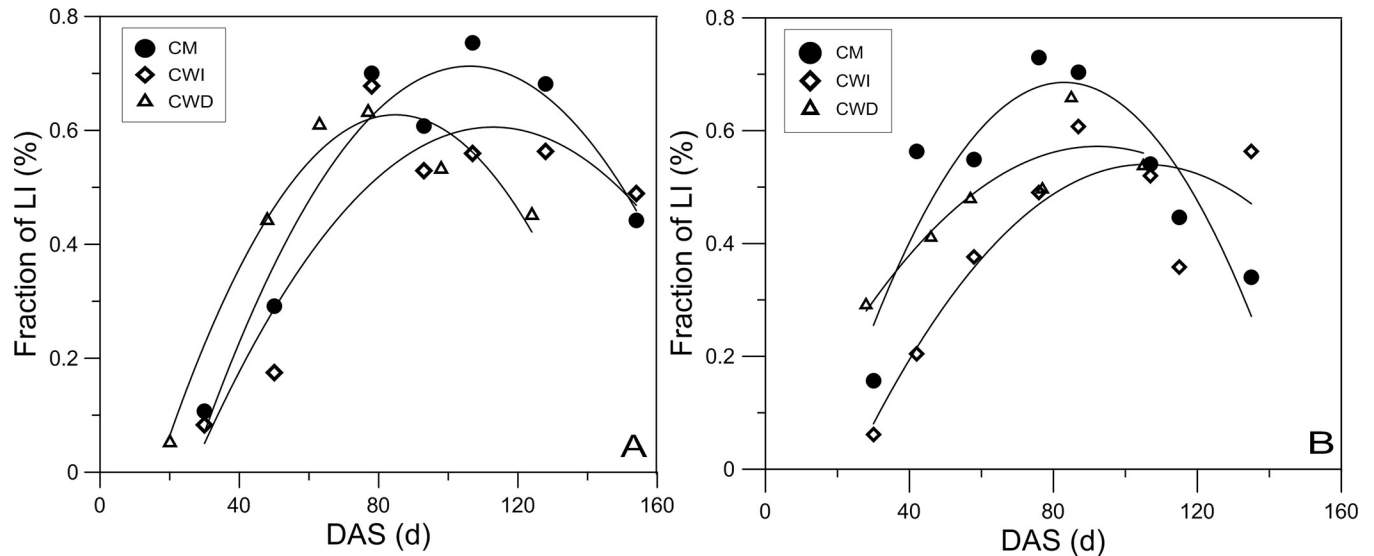 0.8
0.6
0.4
0.2
0
Fraction of LI (%)
CM
CWI
CWD
A
0 40 80 120 160
DAS (d)
0.8
0.6
0.4
0.2
0
Fraction of LI (%)
CM
CWI
CWD
B
0 40 80 120 160
DAS (d)